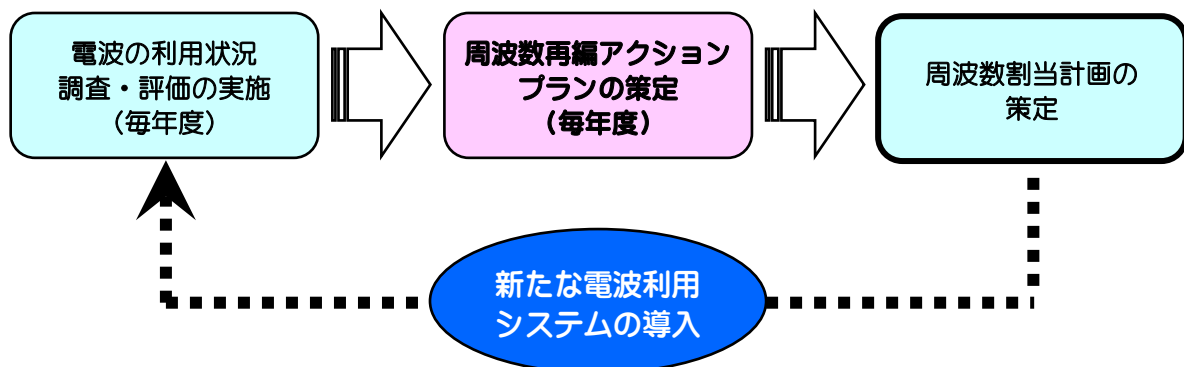 電波の利用状況
調査・評価の実施
（毎年度）
周波数再編アクション
プランの策定
（毎年度）
周波数割当計画の
策定
新たな電波利用
システムの導入